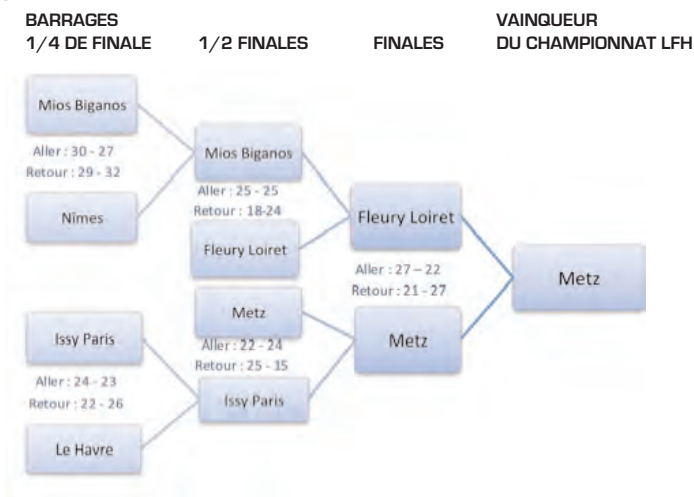 BARRAGES
1/4 DE FINALE
1/2 FINALES
FINALES
VAINQUEUR
DU CHAMPIONNAT LFH
Mios Biganos
Aller : 30 - 27
Retour : 29 - 32
Nîmes
Mios Biganos
Aller : 25 - 25
Retour : 18-24
Fleury Loiret
Fleury Loiret
Aller : 27 – 22
Retour : 21 - 27
Metz
Metz
Aller : 22 - 24
Retour : 25 - 15
Issy Paris
Metz
Issy Paris
Aller : 24 - 23
Retour : 22 - 26
Le Havre